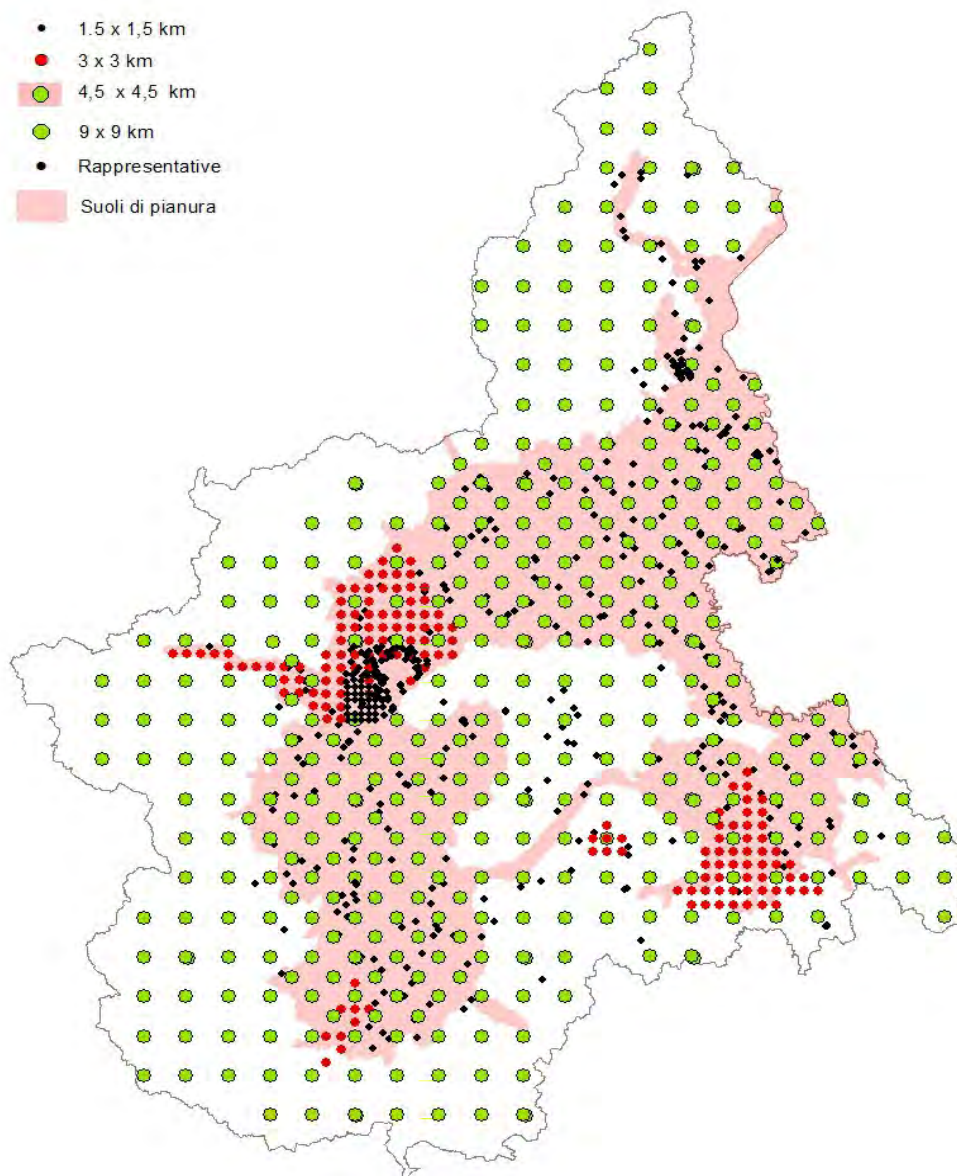 1.5 x 1,5 km
3 x 3 km
4,5 x 4,5 km
9 x 9 km
Rappresentative
Suoli di pianura